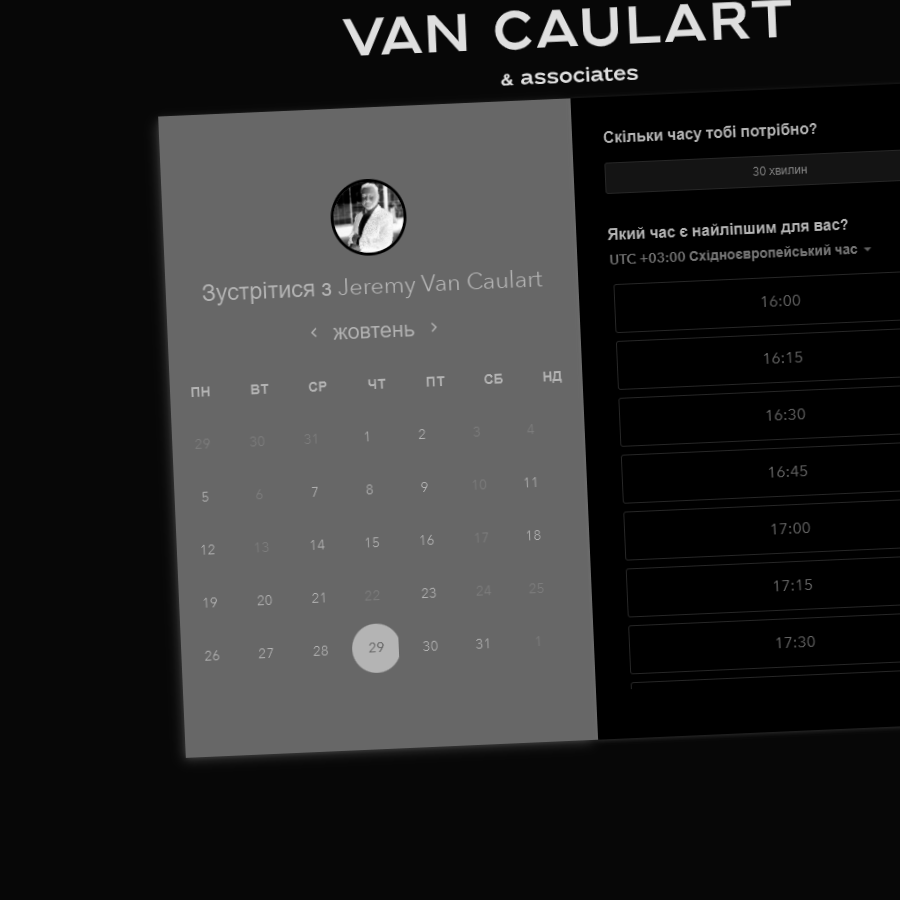 VAN CAULART
& associates
Зустрітися з Jeremy Van Caulart
‹ жовтень ›
ПН ВТ СР ЧТ ПТ СБ НД
29 30 31 1 2 3 4
5 6 7 8 9 10 11
12 13 14 15 16 17 18
19 20 21 22 23 24 25
26 27 28 29 30 31 1
Скільки часу тобі потрібно?
30 хвилин
Який час є найліпшим для вас?
UTC +03:00 Східноєвропейський час
16:00
16:15
16:30
16:45
17:00
17:15
17:30